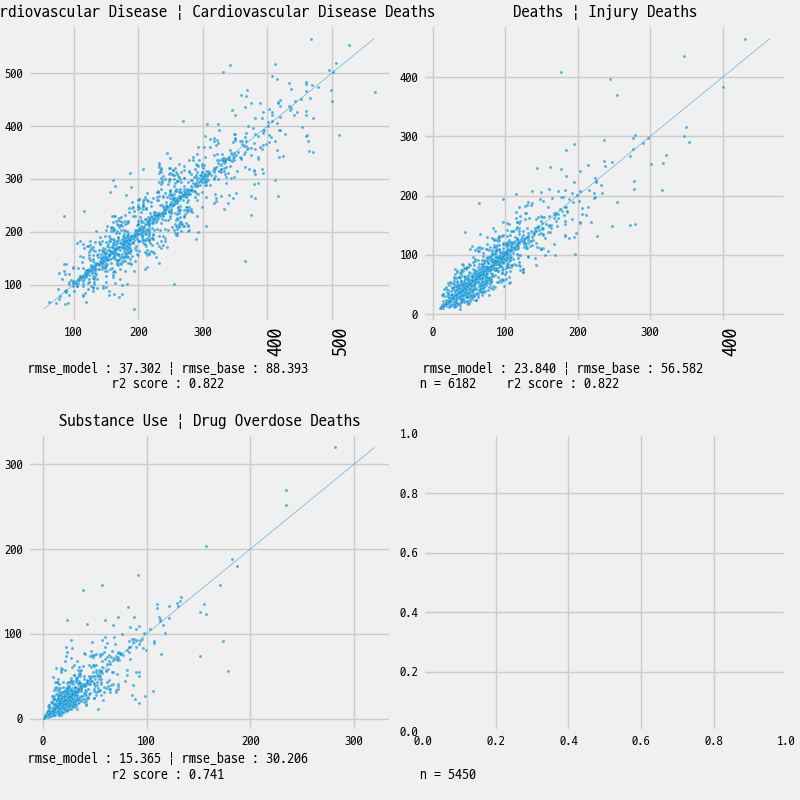 rdiovascular Disease ¦ Cardiovascular Disease Deaths
Deaths ¦ Injury Deaths
500
400
300
200
100
100 200 300 400 500
400
300
200
100
0
0 100 200 300 400
rmse_model : 37.302 ¦ rmse_base : 88.393
r2 score : 0.822
rmse_model : 23.840 ¦ rmse_base : 56.582
n = 6182 r2 score : 0.822
Substance Use ¦ Drug Overdose Deaths
300
200
100
0
0 100 200 300
1.0
0.8
0.6
0.4
0.2
0.0
0.0 0.2 0.4 0.6 0.8 1.0
rmse_model : 15.365 ¦ rmse_base : 30.206
r2 score : 0.741
n = 5450